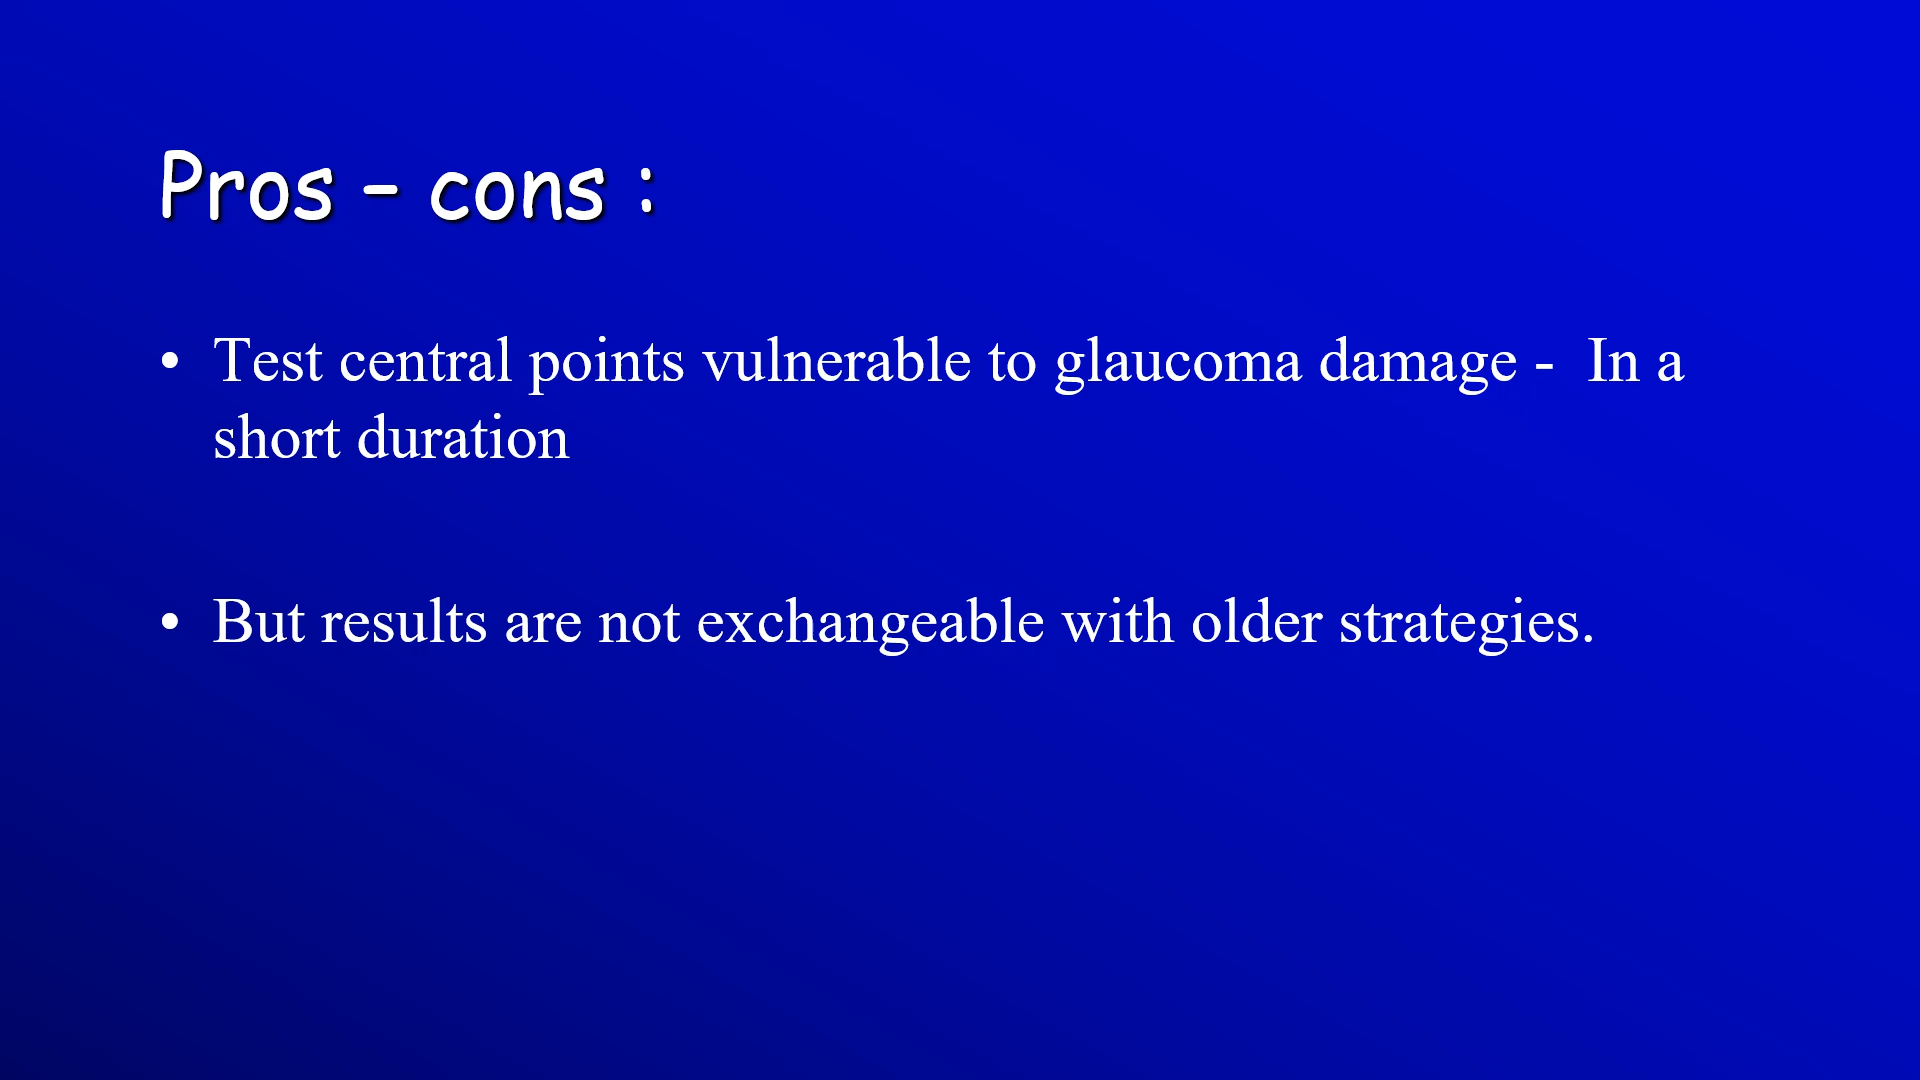 Pros – cons :
• Test central points vulnerable to glaucoma damage -  In a
short duration
• But results are not exchangeable with older strategies.